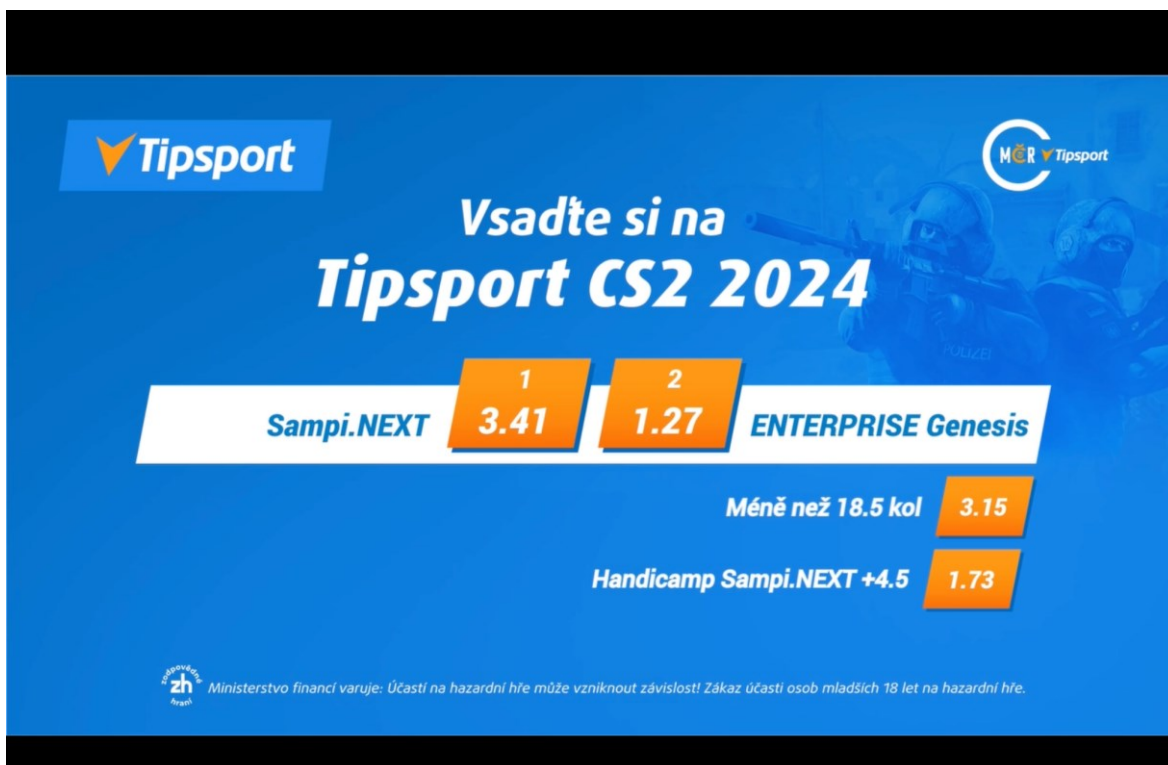 Tipsport
MČR Tipsport
Vsaďte si na
Tipsport CS2 2024
POLIZEI
1
2
Sampi.NEXT
3.41
1.27
ENTERPRISE Genesis
Méně než 18.5 kol
3.15
Handicamp Sampi.NEXT +4.5
1.73
zodpovědné
zh
hraní
Ministerstvo financí varuje: Účastí na hazardní hře může vzniknout závislost! Zákaz účasti osob mladších 18 let na hazardní hře.